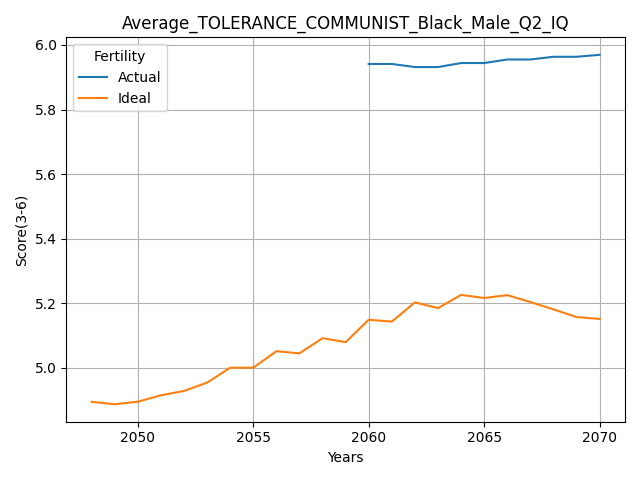 Average_TOLERANCE_COMMUNIST_Black_Male_Q2_IQ
Fertility
Actual
Ideal
Score(3-6)
6.0
5.8
5.6
5.4
5.2
5.0
2050
2055
2060
2065
2070
Years